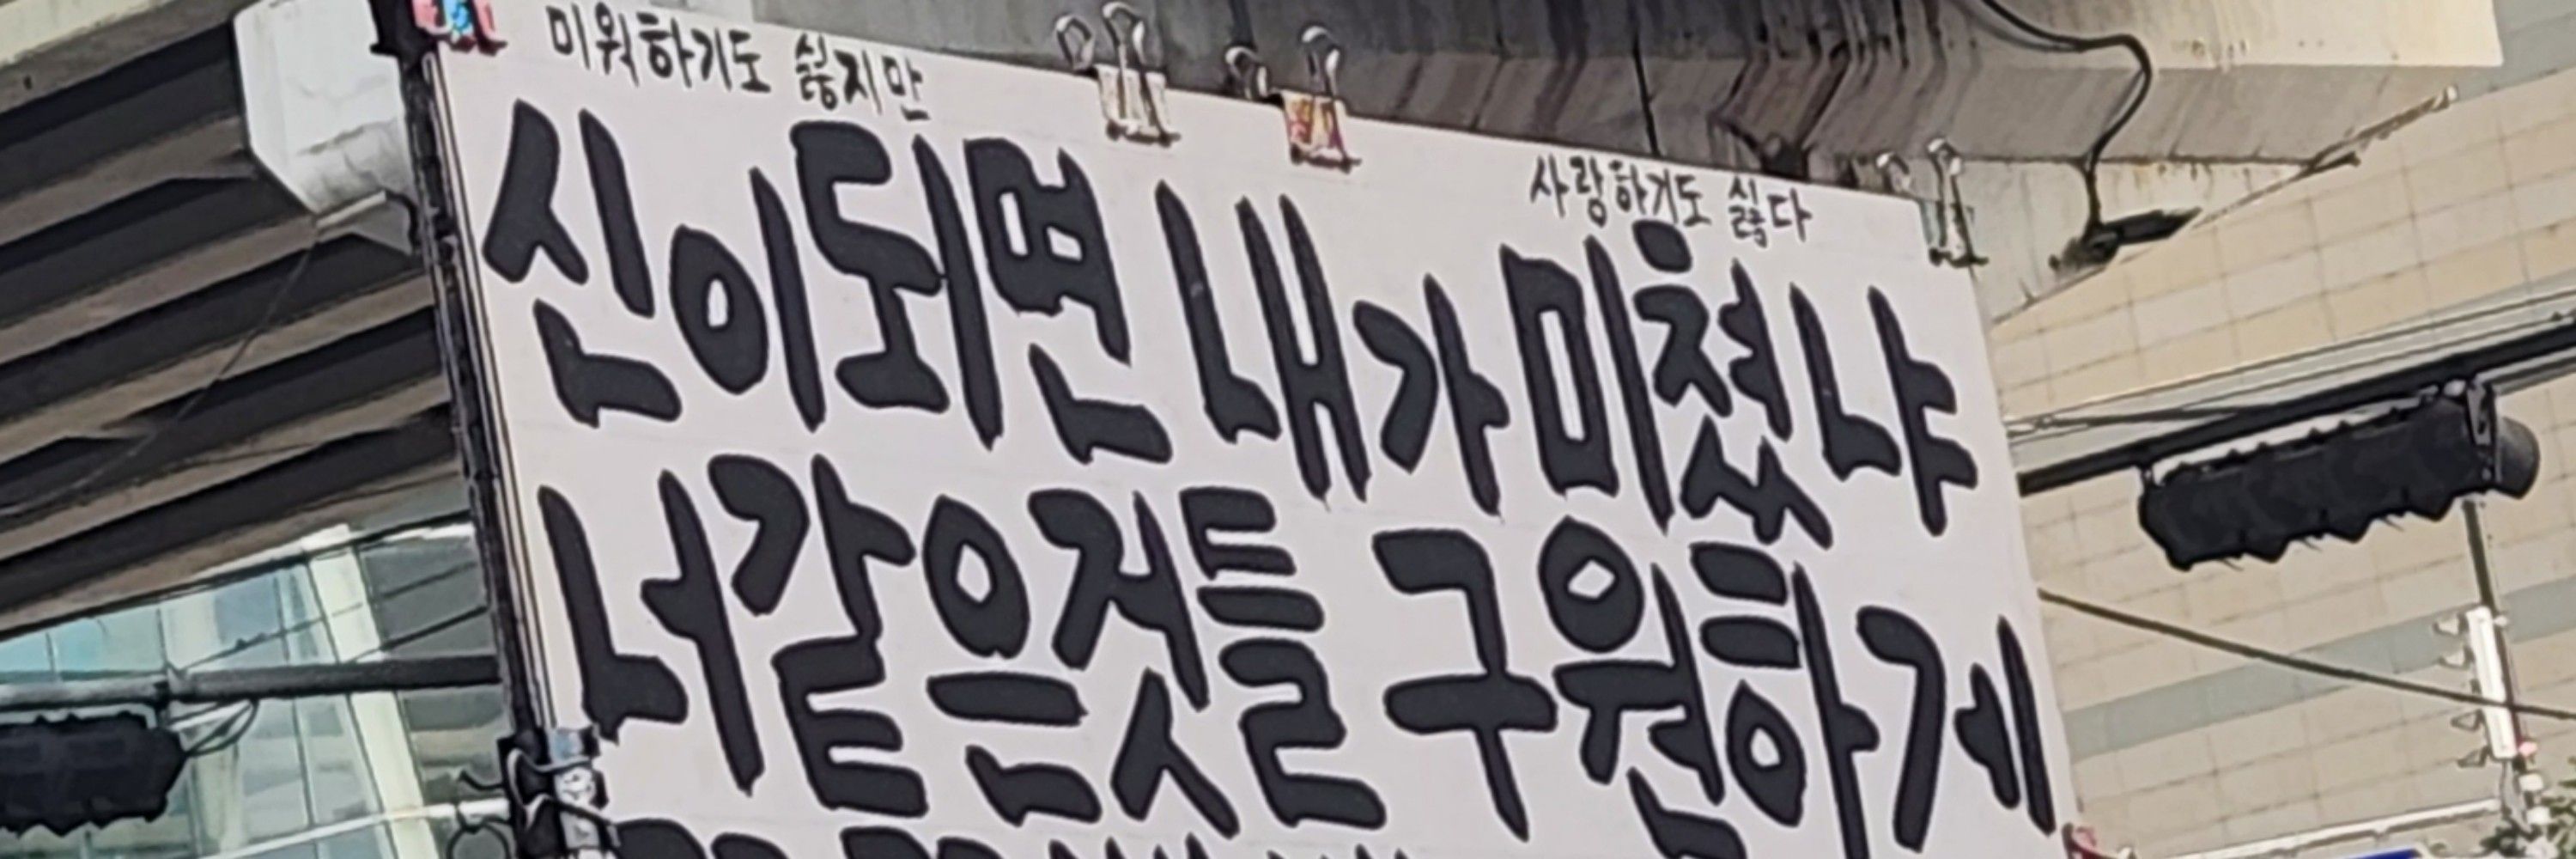 미워하기도 싫지만
사랑하기도 싫다
신이되면 내가 미쳤냐
너같은것들 구원하게